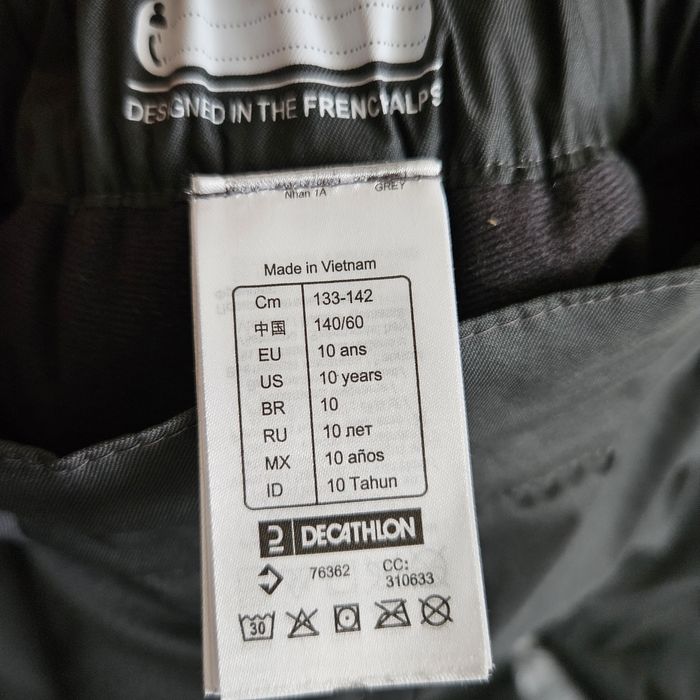 DESIGNED IN THE FRENCH ALPS
Nhan 1A GREY
Made in Vietnam
Cm 133-142
中国 140/60
EU 10 ans
US 10 years
BR 10
RU 10 лет
MX 10 años
ID 10 Tahun
DECATHLON
76362 CC:
310633
30